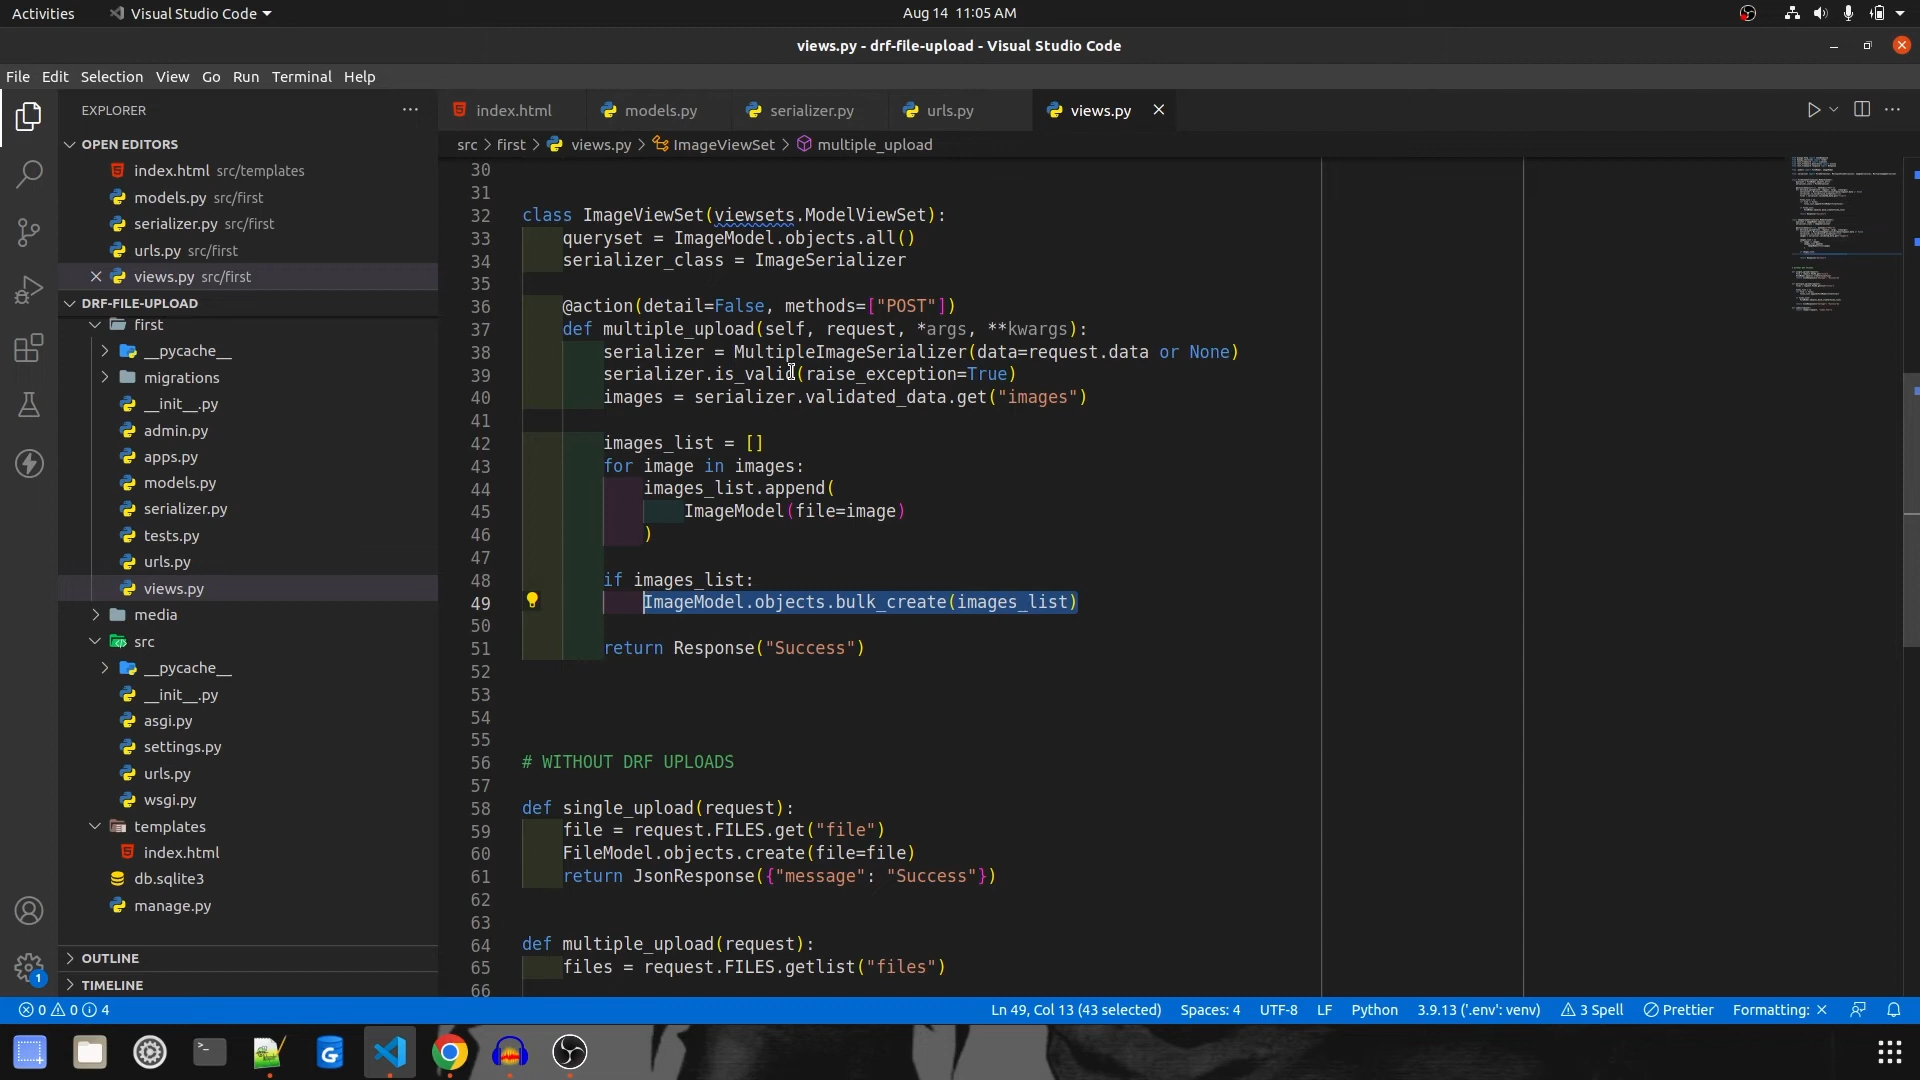 Activities
Visual Studio Code
Aug 14 11:05 AM
views.py - drf-file-upload - Visual Studio Code
File Edit Selection View Go Run Terminal Help
EXPLORER
OPEN EDITORS
index.html src/templates
models.py src/first
serializer.py src/first
urls.py src/first
views.py src/first
DRF-FILE-UPLOAD
first
__pycache__
migrations
__init__.py
admin.py
apps.py
models.py
serializer.py
tests.py
urls.py
views.py
media
src
__pycache__
__init__.py
asgi.py
settings.py
urls.py
wsgi.py
templates
index.html
db.sqlite3
manage.py
OUTLINE
TIMELINE
1
index.html
models.py
serializer.py
urls.py
views.py
src > first > views.py > ImageViewSet > multiple_upload
30
31
32 class ImageViewSet(viewsets.ModelViewSet):
33     queryset = ImageModel.objects.all()
34     serializer_class = ImageSerializer
35
36     @action(detail=False, methods=["POST"])
37     def multiple_upload(self, request, *args, **kwargs):
38         serializer = MultipleImageSerializer(data=request.data or None)
39         serializer.is_valid(raise_exception=True)
40         images = serializer.validated_data.get("images")
41
42         images_list = []
43         for image in images:
44             images_list.append(
45                 ImageModel(file=image)
46             )
47
48         if images_list:
49             ImageModel.objects.bulk_create(images_list)
50
51         return Response("Success")
52
53
54
55
56 # WITHOUT DRF UPLOADS
57
58 def single_upload(request):
59     file = request.FILES.get("file")
60     FileModel.objects.create(file=file)
61     return JsonResponse({"message": "Success"})
62
63
64 def multiple_upload(request):
65     files = request.FILES.getlist("files")
66
0 0 4
Ln 49, Col 13 (43 selected)
Spaces: 4
UTF-8
LF
Python
3.9.13 ('.env': venv)
3 Spell
Prettier
Formatting: ×